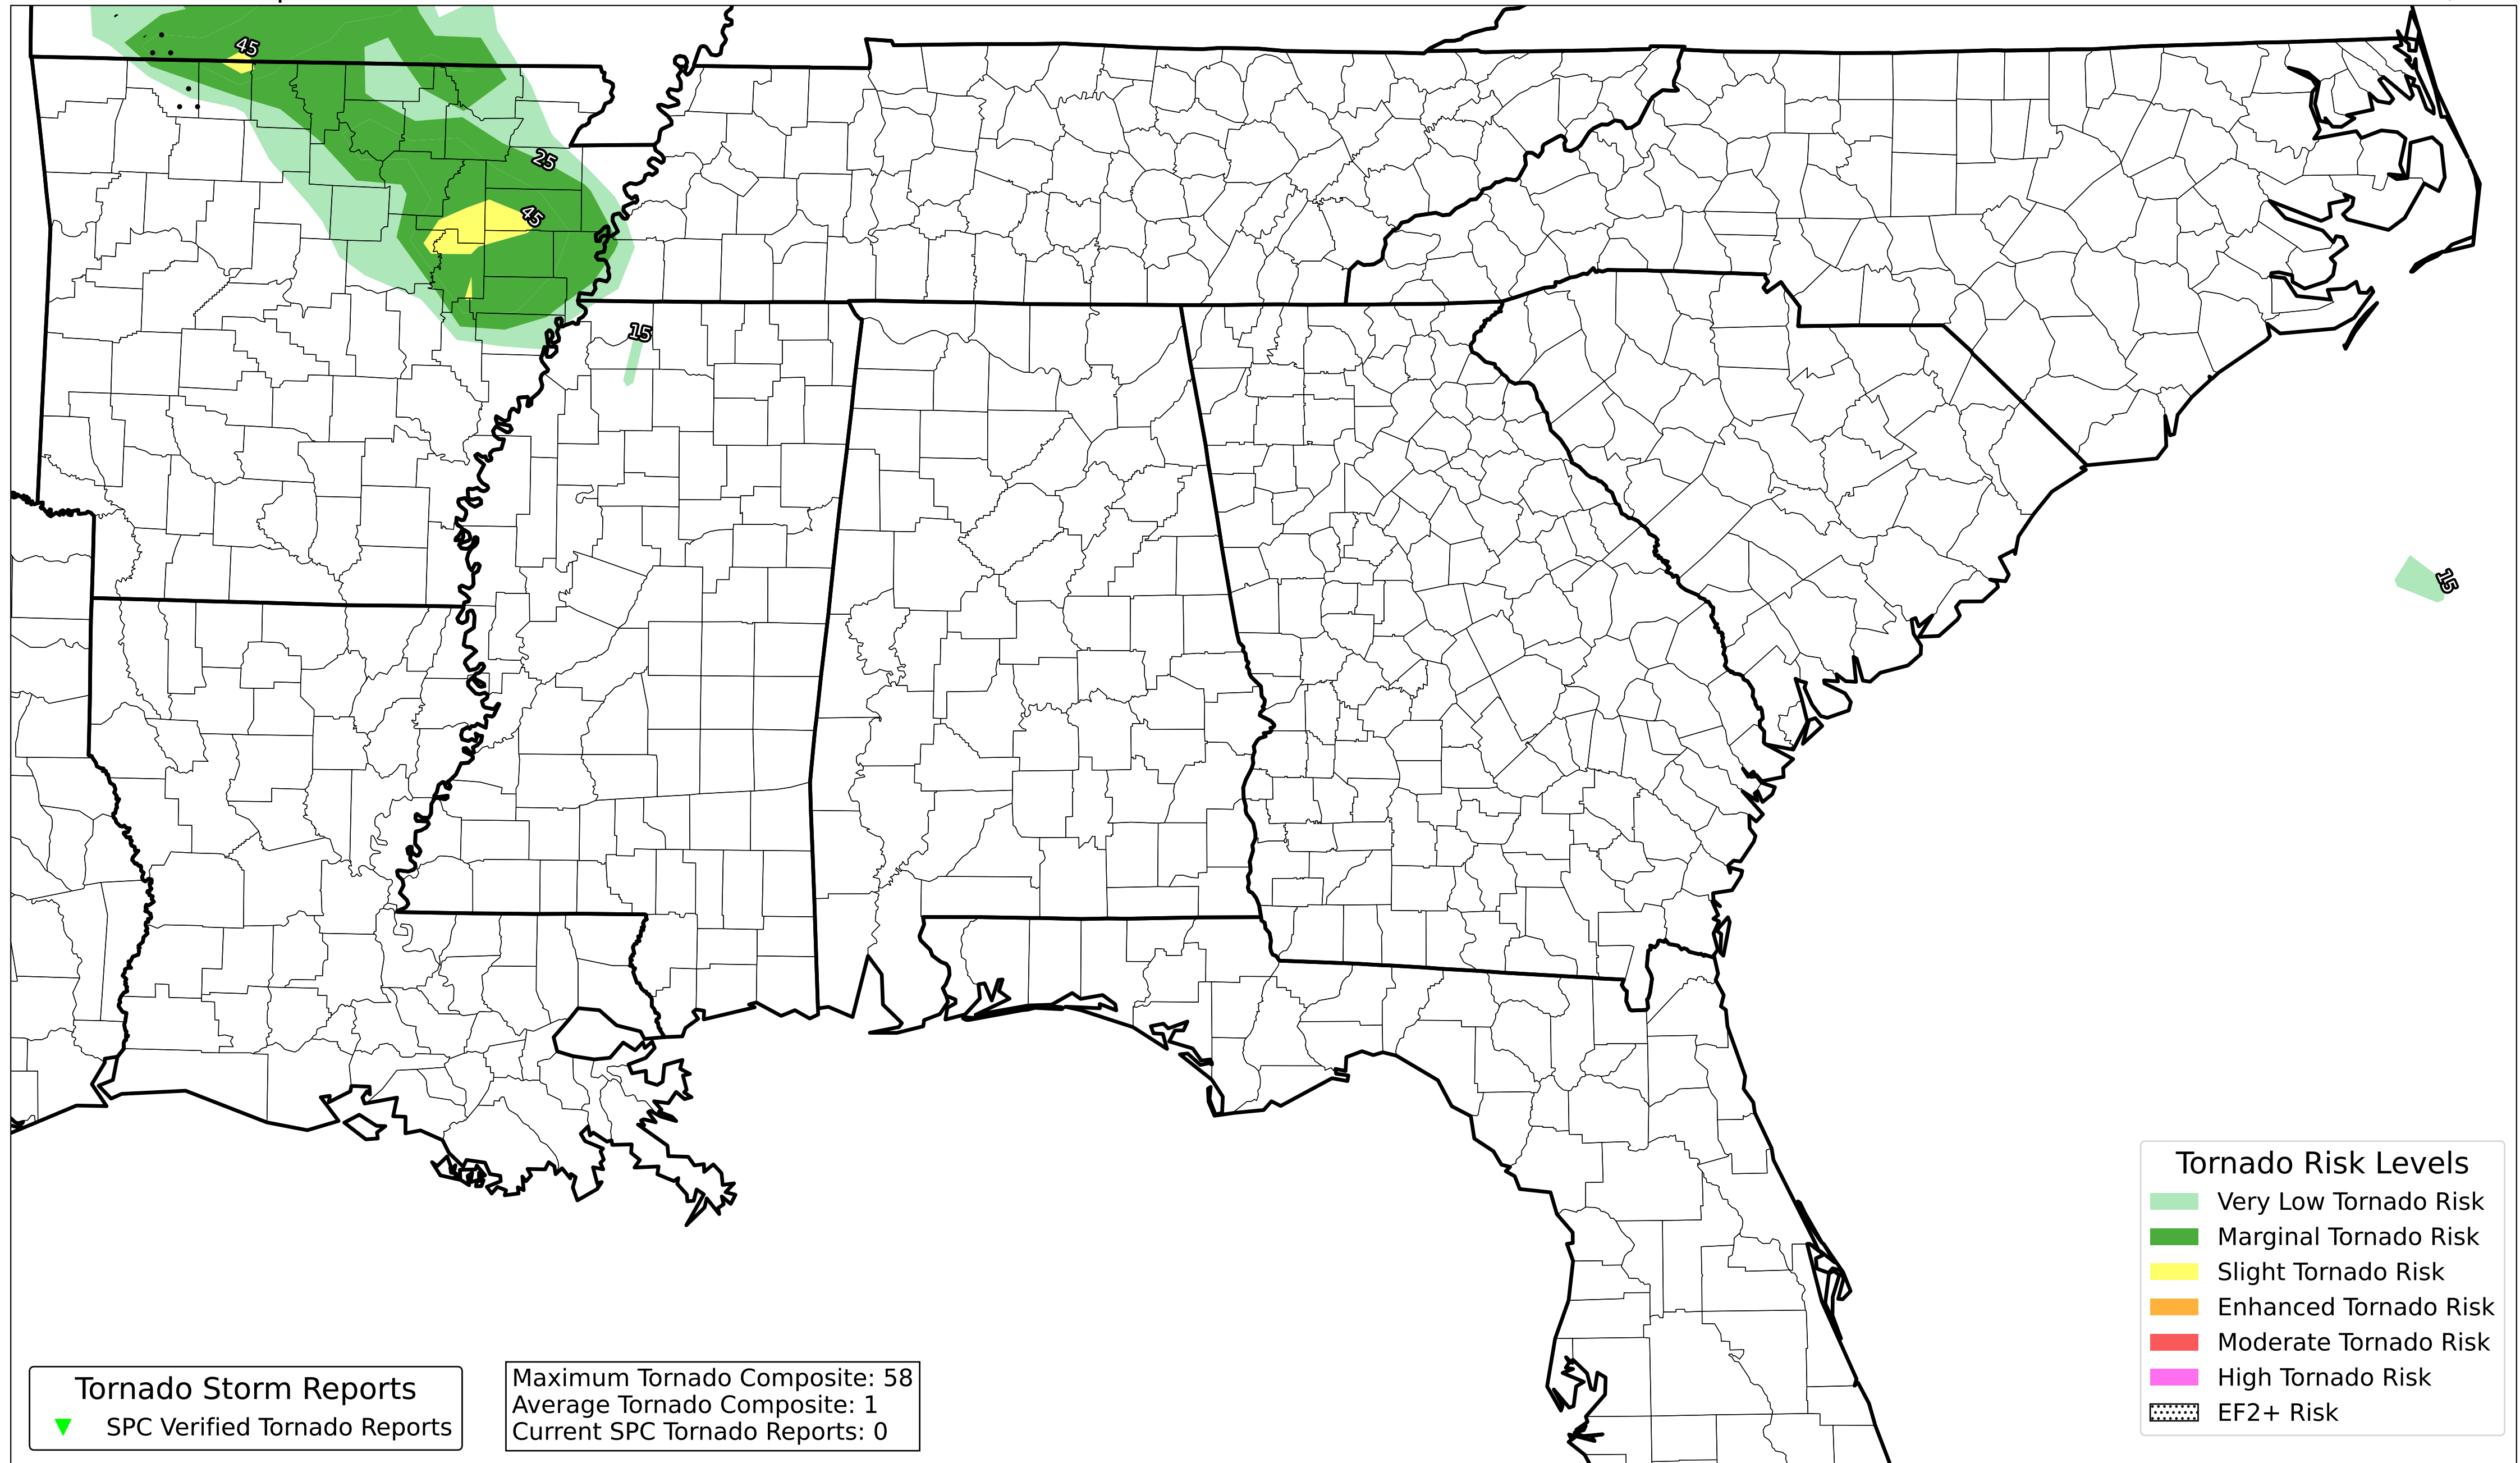 45
25
45
15
15
Tornado Risk Levels
Very Low Tornado Risk
Marginal Tornado Risk
Slight Tornado Risk
Enhanced Tornado Risk
Moderate Tornado Risk
High Tornado Risk
EF2+ Risk
Tornado Storm Reports
SPC Verified Tornado Reports
Maximum Tornado Composite: 58
Average Tornado Composite: 1
Current SPC Tornado Reports: 0